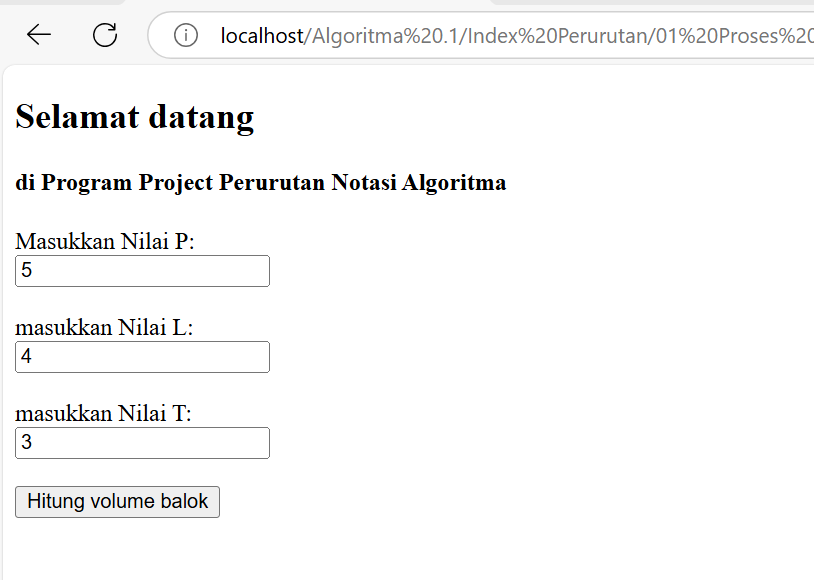 localhost/Algoritma%20.1/Index%20Perurutan/01%20Proses%20
Selamat datang
di Program Project Perurutan Notasi Algoritma
Masukkan Nilai P:
5
masukkan Nilai L:
4
masukkan Nilai T:
3
Hitung volume balok